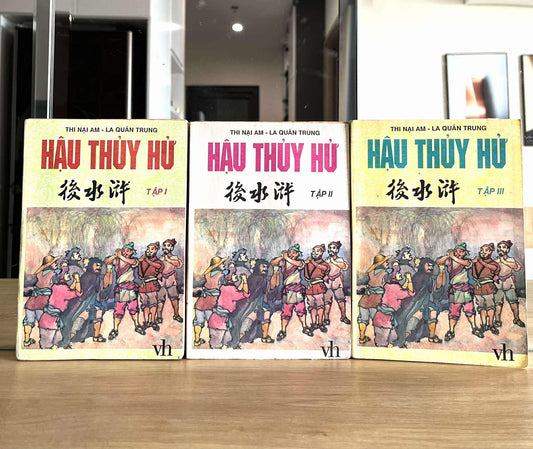 THI NẠI AM - LA QUÁN TRUNG
HẬU THỦY HỬ
後水滸
TẬP I
vh
THI NẠI AM - LA QUÁN TRUNG
HẬU THỦY HỬ
後水滸
TẬP II
vh
THI NẠI AM - LA QUÁN TRUNG
HẬU THỦY HỬ
後水滸
TẬP III
vh